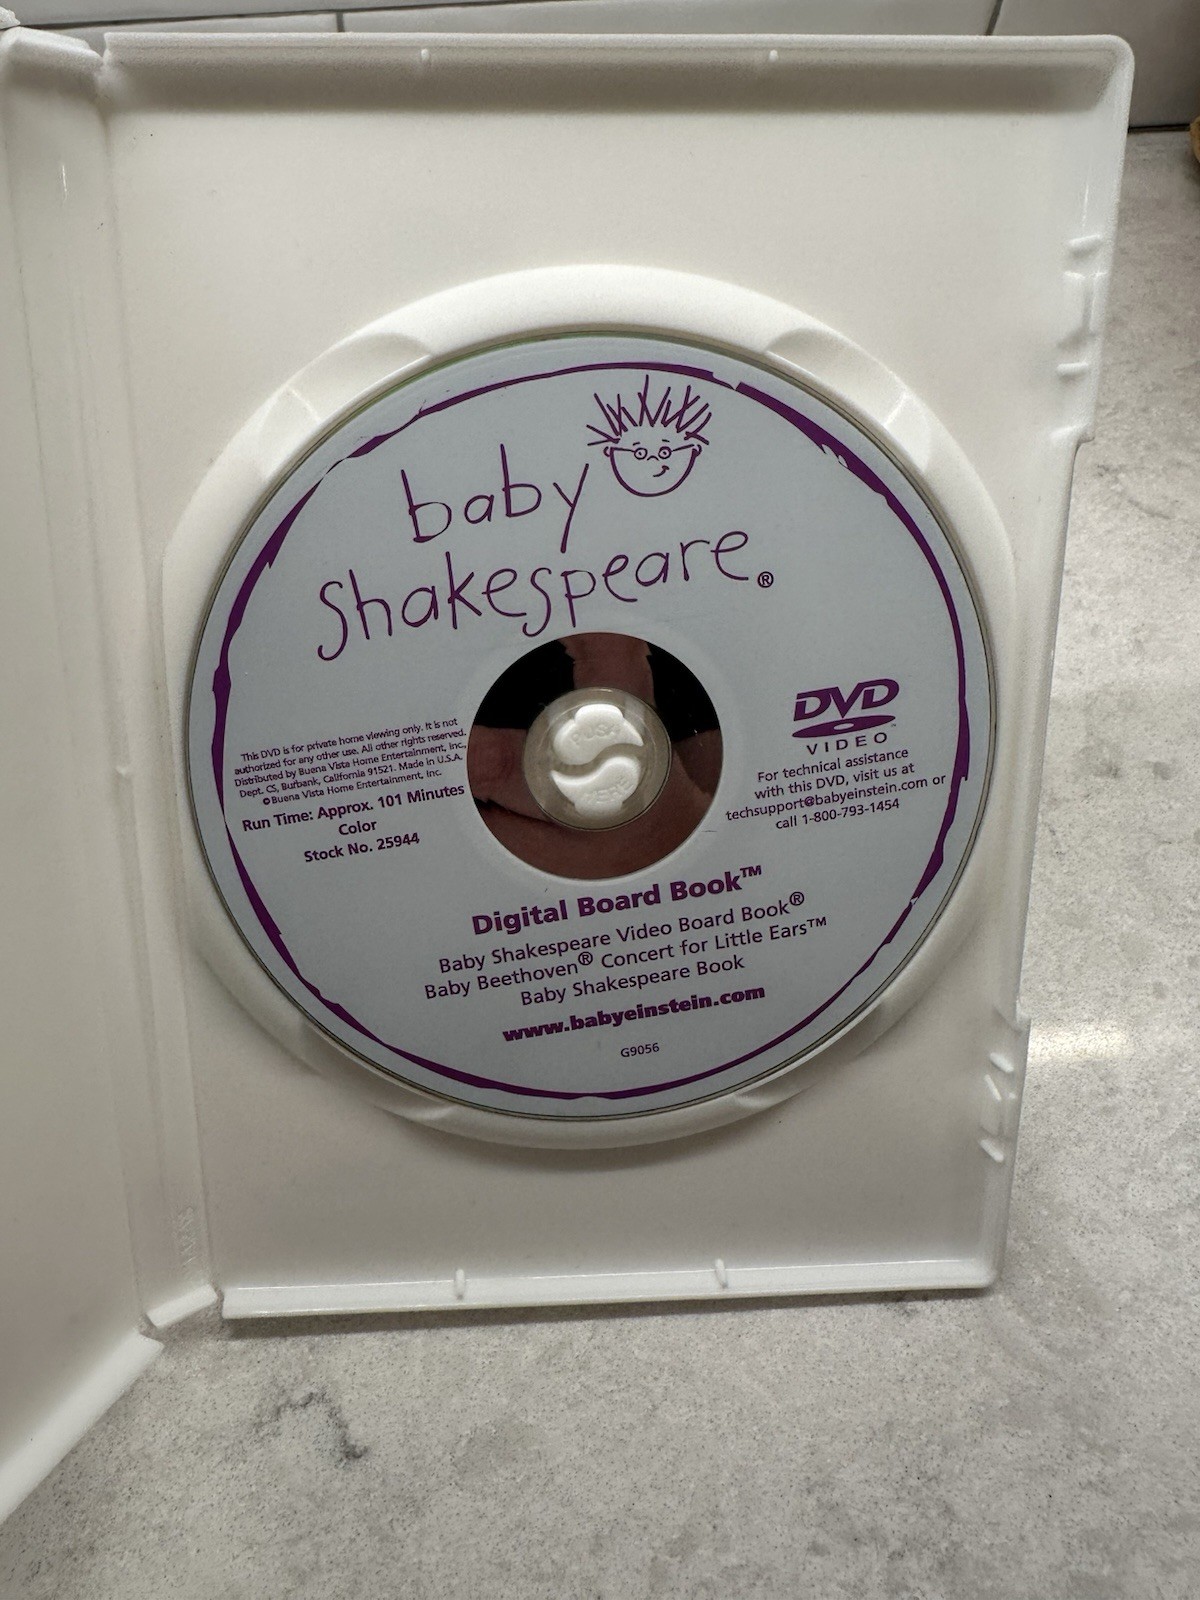 baby
Shakespeare®
This DVD is for private home viewing only. It is not
authorized for any other use. All other rights reserved.
Distributed by Buena Vista Home Entertainment, Inc.,
Dept. CS, Burbank, California 91521. Made in U.S.A.
© Buena Vista Home Entertainment, Inc.
Run Time: Approx. 101 Minutes
Color
Stock No. 25944
PUSH
HERE
DVD™
VIDEO
For technical assistance
with this DVD, visit us at
techsupport@babyeinstein.com or
call 1-800-793-1454
Digital Board Book™
Baby Shakespeare Video Board Book®
Baby Beethoven® Concert for Little Ears™
Baby Shakespeare Book
www.babyeinstein.com
G9056